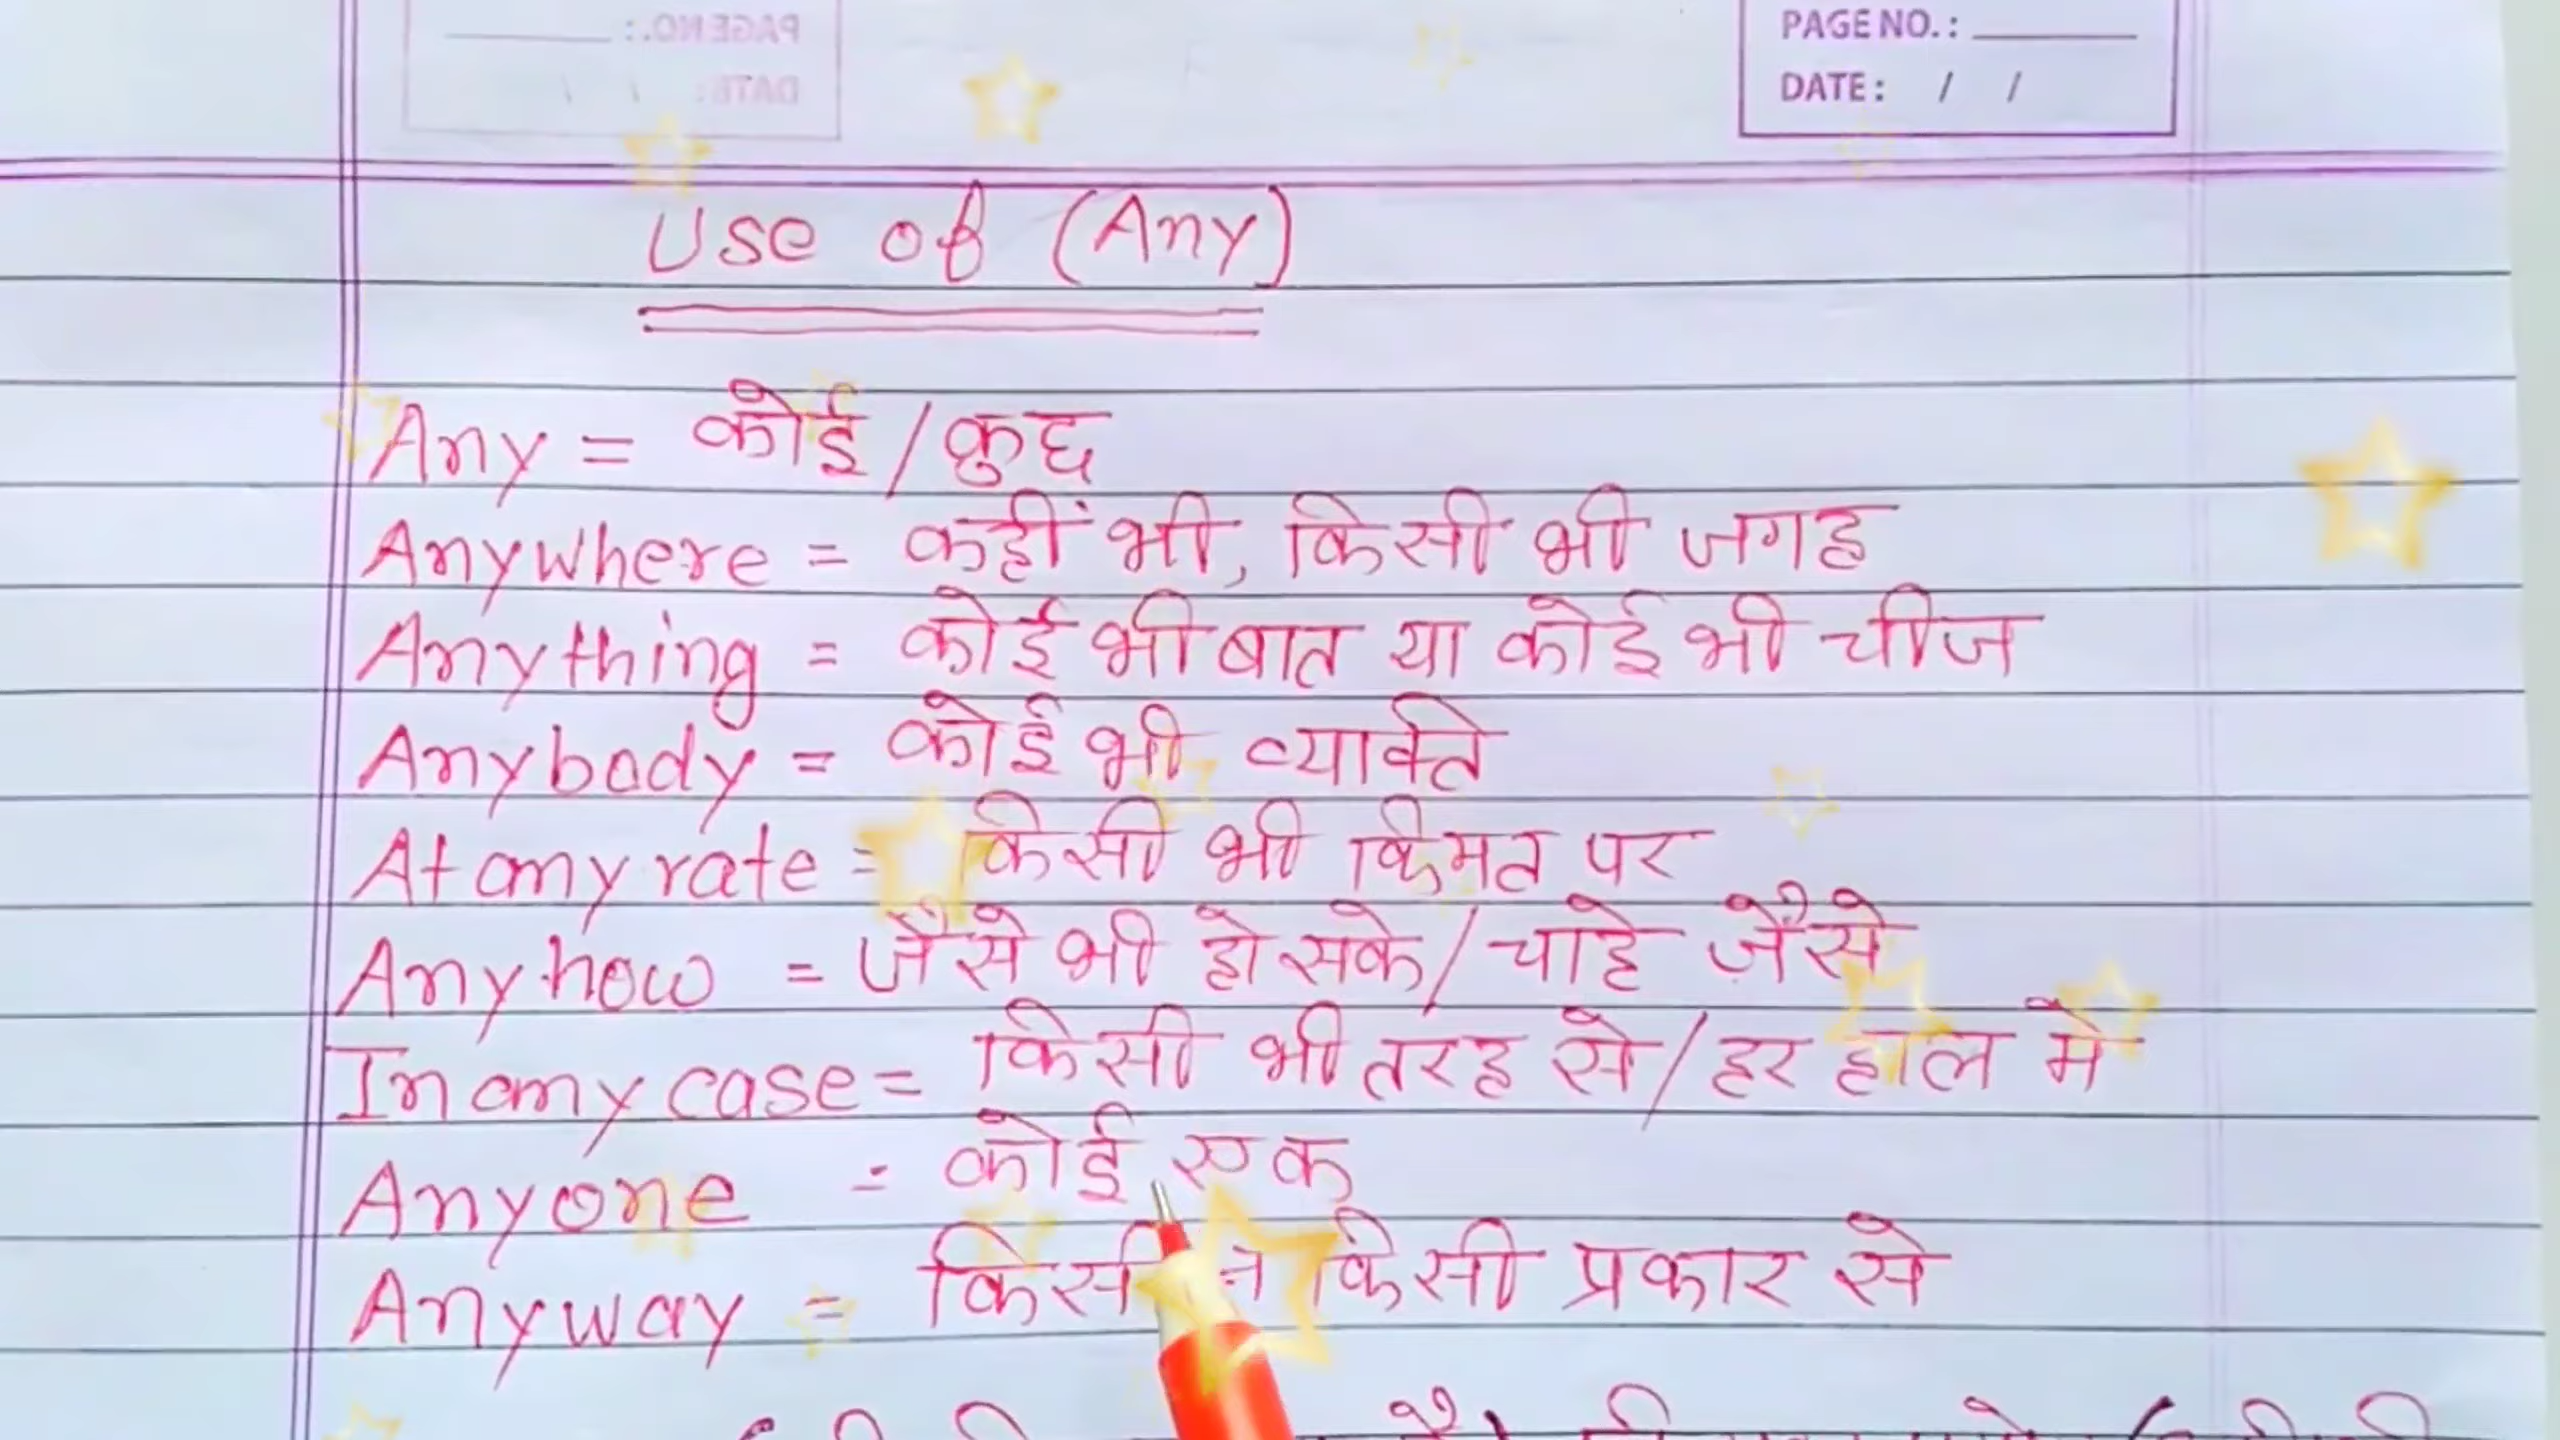 PAGE NO.:
DATE: / /
Use of (Any)
Any = कोई/कुछ
Anywhere = कहीं भी, किसी भी जगह
Anything = कोई भी बात या कोई भी चीज
Anybody = कोई भी व्यक्ति
At any rate = किसी भी किमत पर
Anyhow = जैसे भी हो सके/चाहे जैसे
In any case = किसी भी तरह से/हर हाल मे
Anyone = कोई एक
Anyway = किसी न किसी प्रकार से